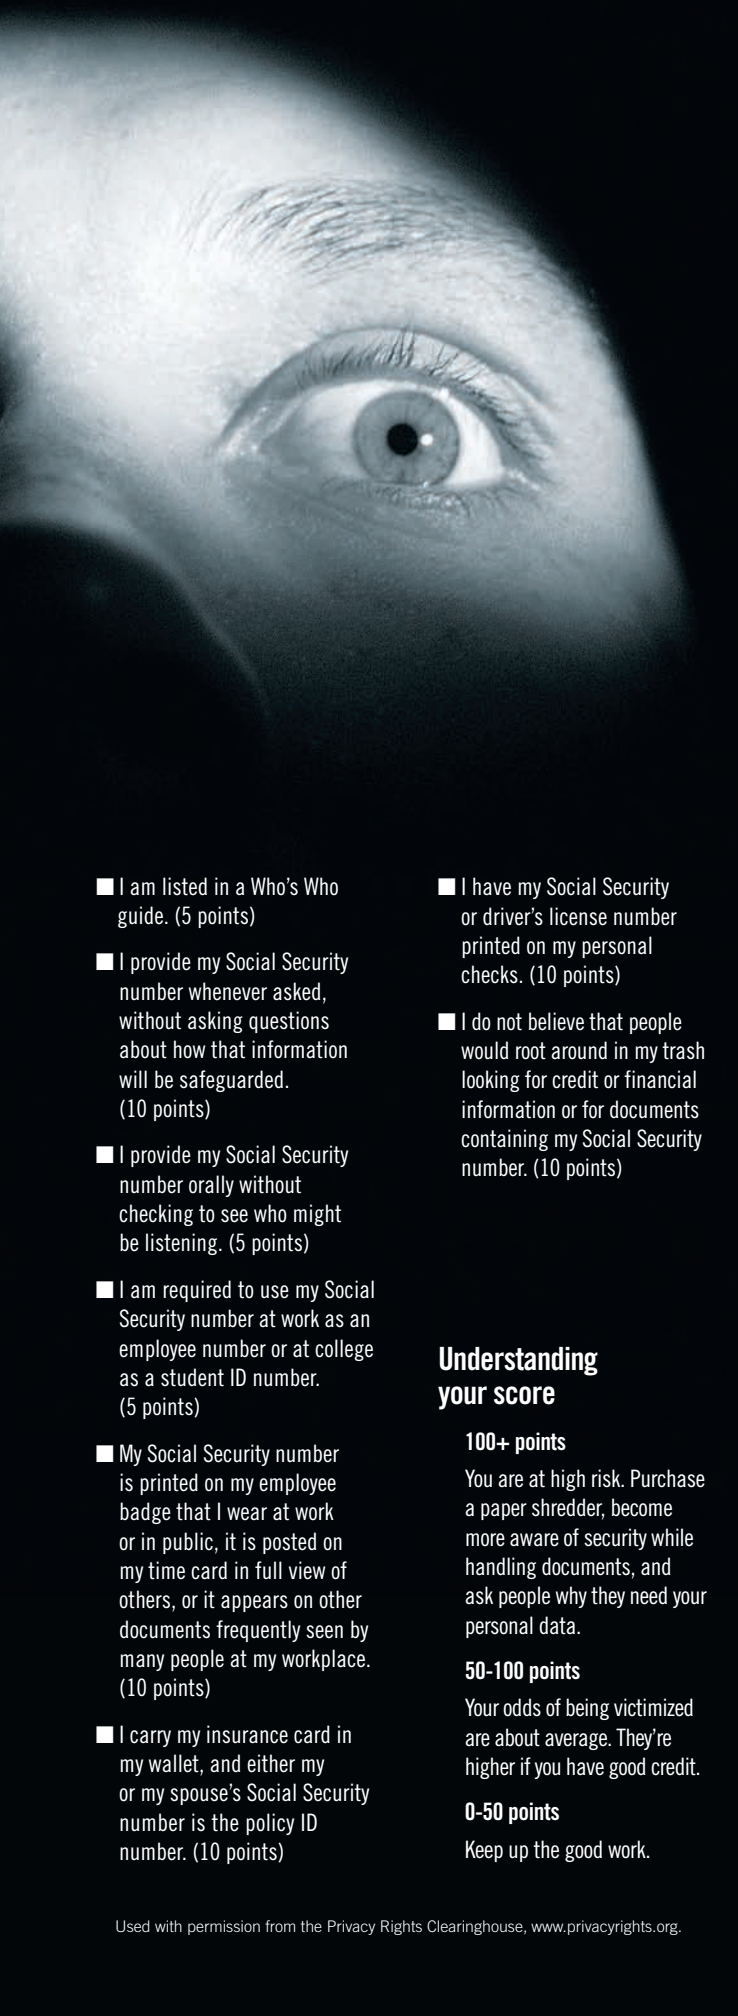 ■ I am listed in a Who's Who
guide. (5 points)
■ I provide my Social Security
number whenever asked,
without asking questions
about how that information
will be safeguarded.
(10 points)
■ I provide my Social Security
number orally without
checking to see who might
be listening. (5 points)
■ I am required to use my Social
Security number at work as an
employee number or at college
as a student ID number.
(5 points)
■ My Social Security number
is printed on my employee
badge that I wear at work
or in public, it is posted on
my time card in full view of
others, or it appears on other
documents frequently seen by
many people at my workplace.
(10 points)
■ I carry my insurance card in
my wallet, and either my
or my spouse's Social Security
number is the policy ID
number. (10 points)
■ I have my Social Security
or driver's license number
printed on my personal
checks. (10 points)
■ I do not believe that people
would root around in my trash
looking for credit or financial
information or for documents
containing my Social Security
number. (10 points)
Understanding
your score
100+ points
You are at high risk. Purchase
a paper shredder, become
more aware of security while
handling documents, and
ask people why they need your
personal data.
50-100 points
Your odds of being victimized
are about average. They're
higher if you have good credit.
0-50 points
Keep up the good work.
Used with permission from the Privacy Rights Clearinghouse, www.privacyrights.org.